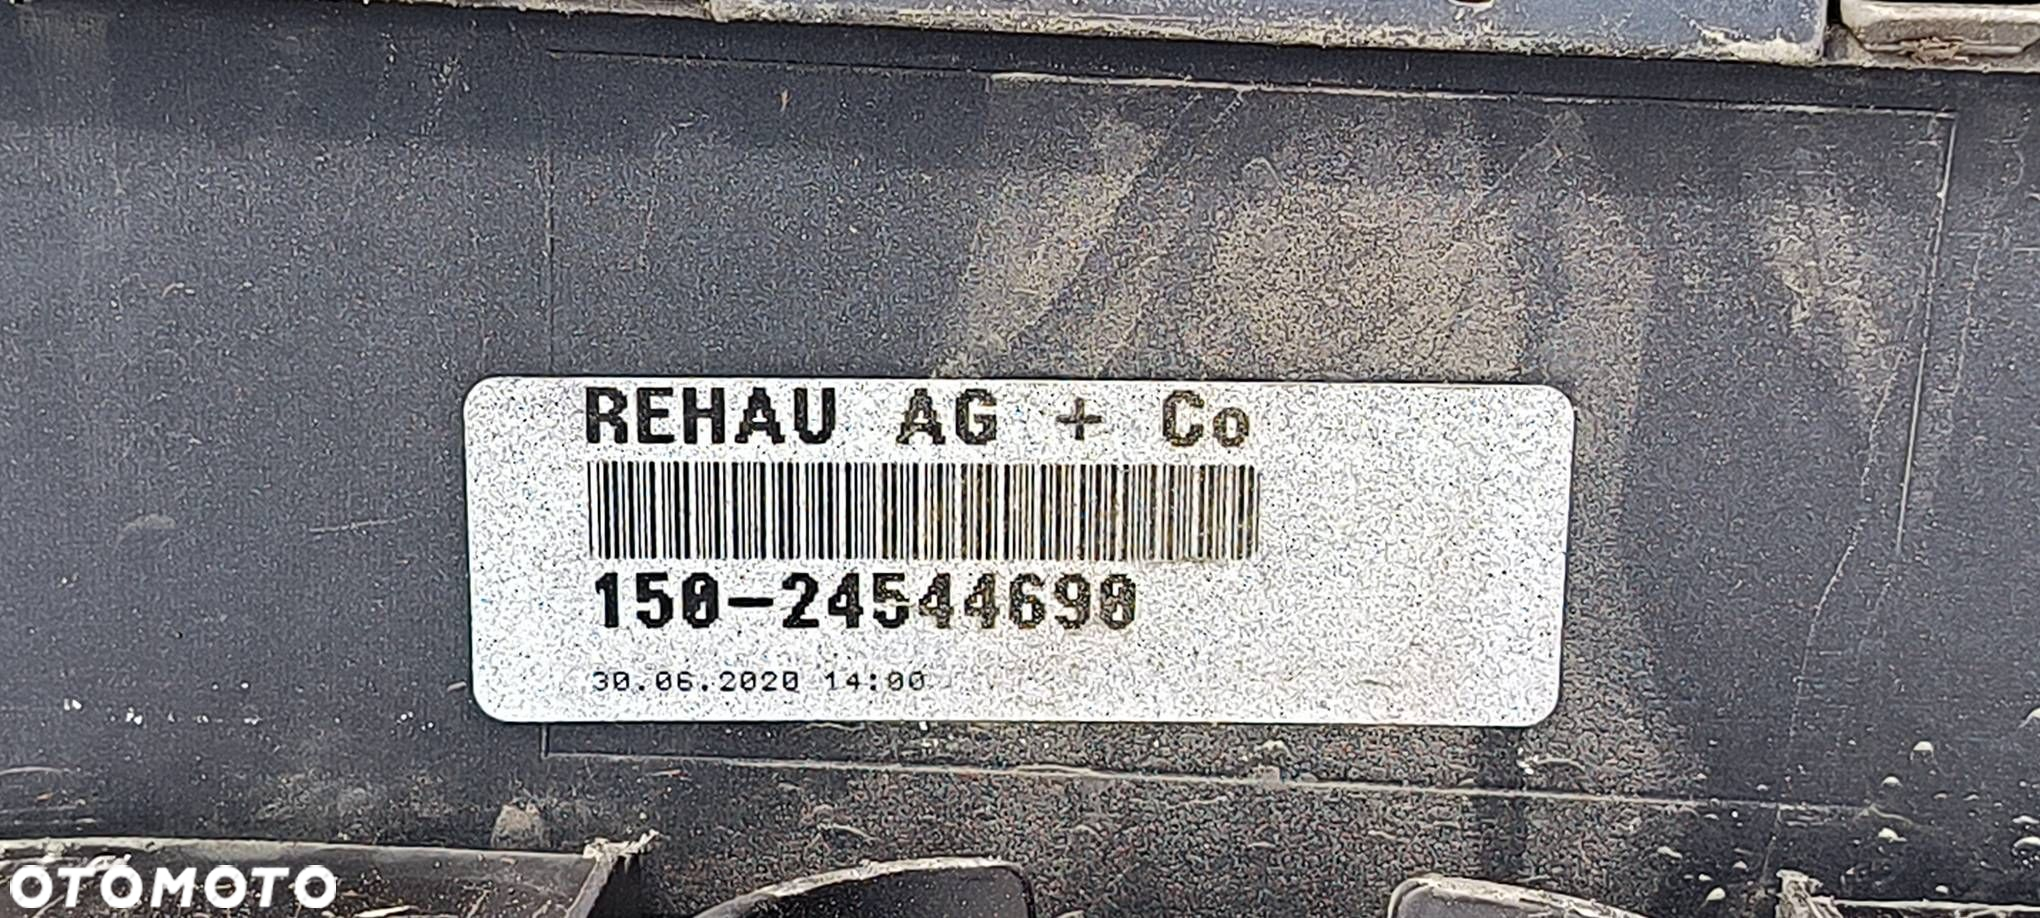 REHAU AG + Co
150-24544690
30.06.2020 14:00
OTOMOTO